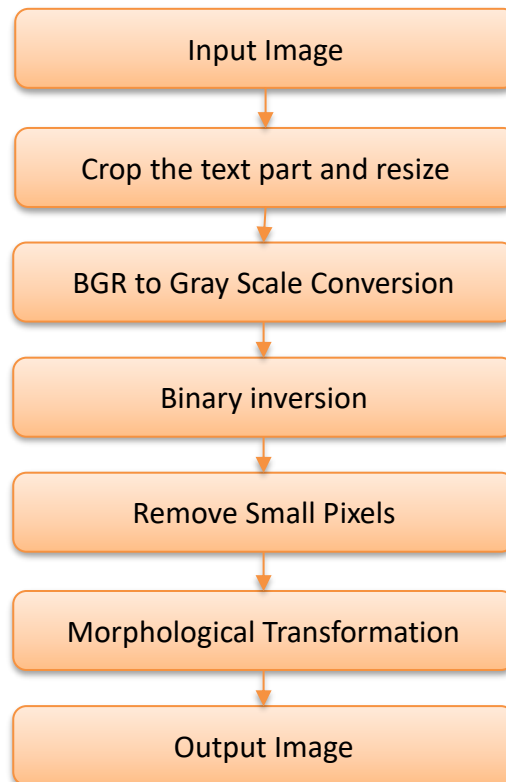 Input Image
Crop the text part and resize
BGR to Gray Scale Conversion
Binary inversion
Remove Small Pixels
Morphological Transformation
Output Image